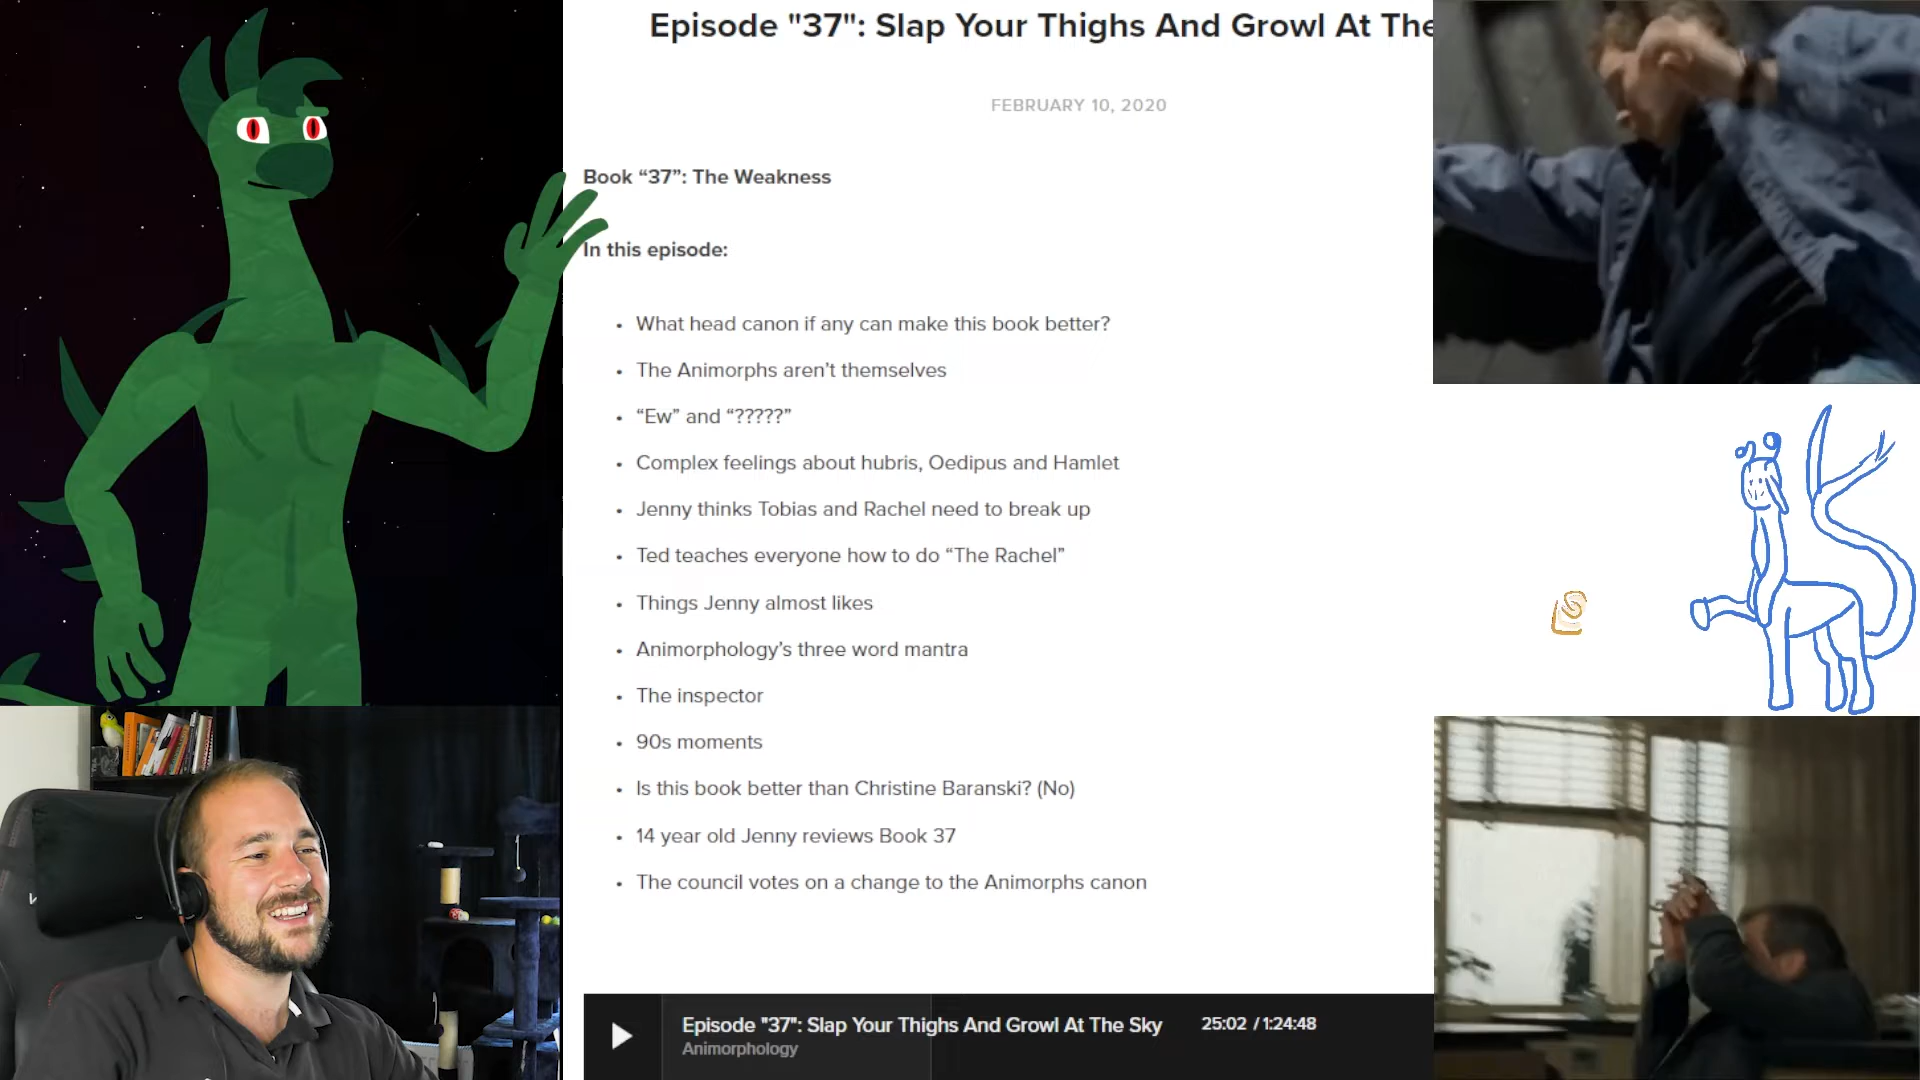 Episode "37": Slap Your Thighs And Growl At The
FEBRUARY 10, 2020
Book “37”: The Weakness
In this episode:
• What head canon if any can make this book better?
• The Animorphs aren’t themselves
• “Ew” and “?????”
• Complex feelings about hubris, Oedipus and Hamlet
• Jenny thinks Tobias and Rachel need to break up
• Ted teaches everyone how to do “The Rachel”
• Things Jenny almost likes
• Animorphology’s three word mantra
• The inspector
• 90s moments
• Is this book better than Christine Baranski? (No)
• 14 year old Jenny reviews Book 37
• The council votes on a change to the Animorphs canon
Episode "37": Slap Your Thighs And Growl At The Sky
25:02 / 1:24:48
Animorphology